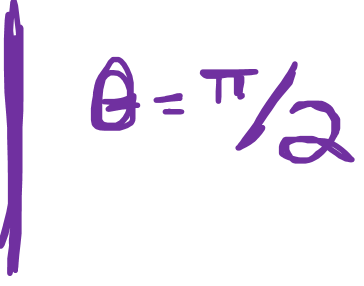 θ = π/2